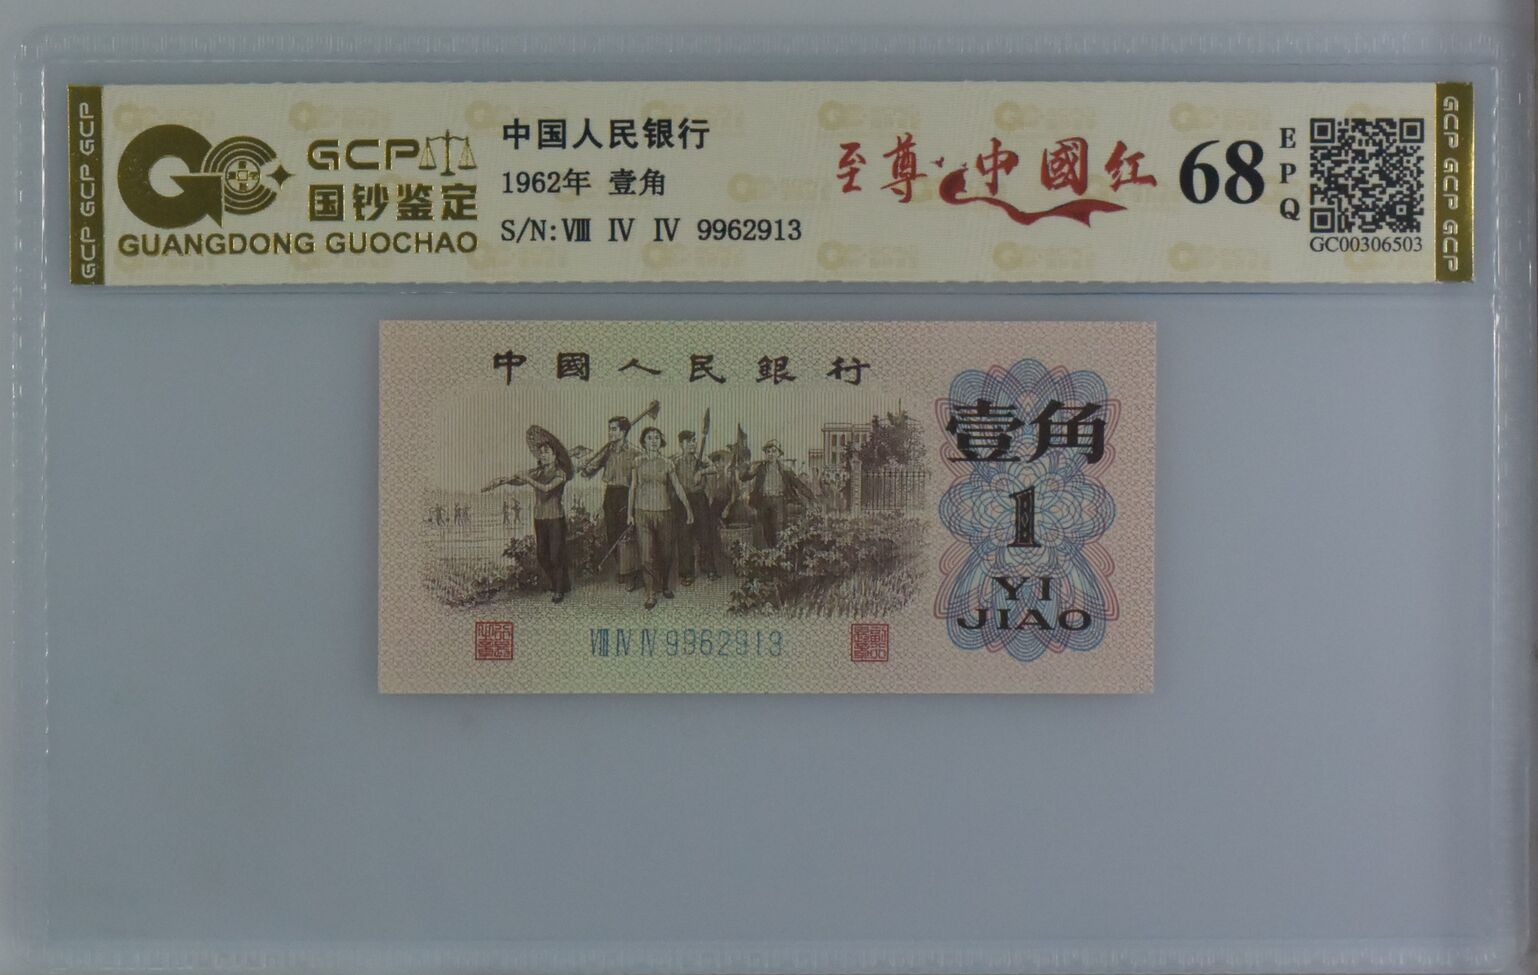 GCP
国钞鉴定
GUANGDONG GUOCHAO
中国人民银行
1962年 壹角
S/N:Ⅷ Ⅳ Ⅳ 9962913
至尊中國红
68
EPQ
GC00306503
GCP GCP GCP
GCP GCP GCP
中國人民銀行
壹角
1
YI
JIAO
Ⅷ Ⅳ Ⅳ 9962913